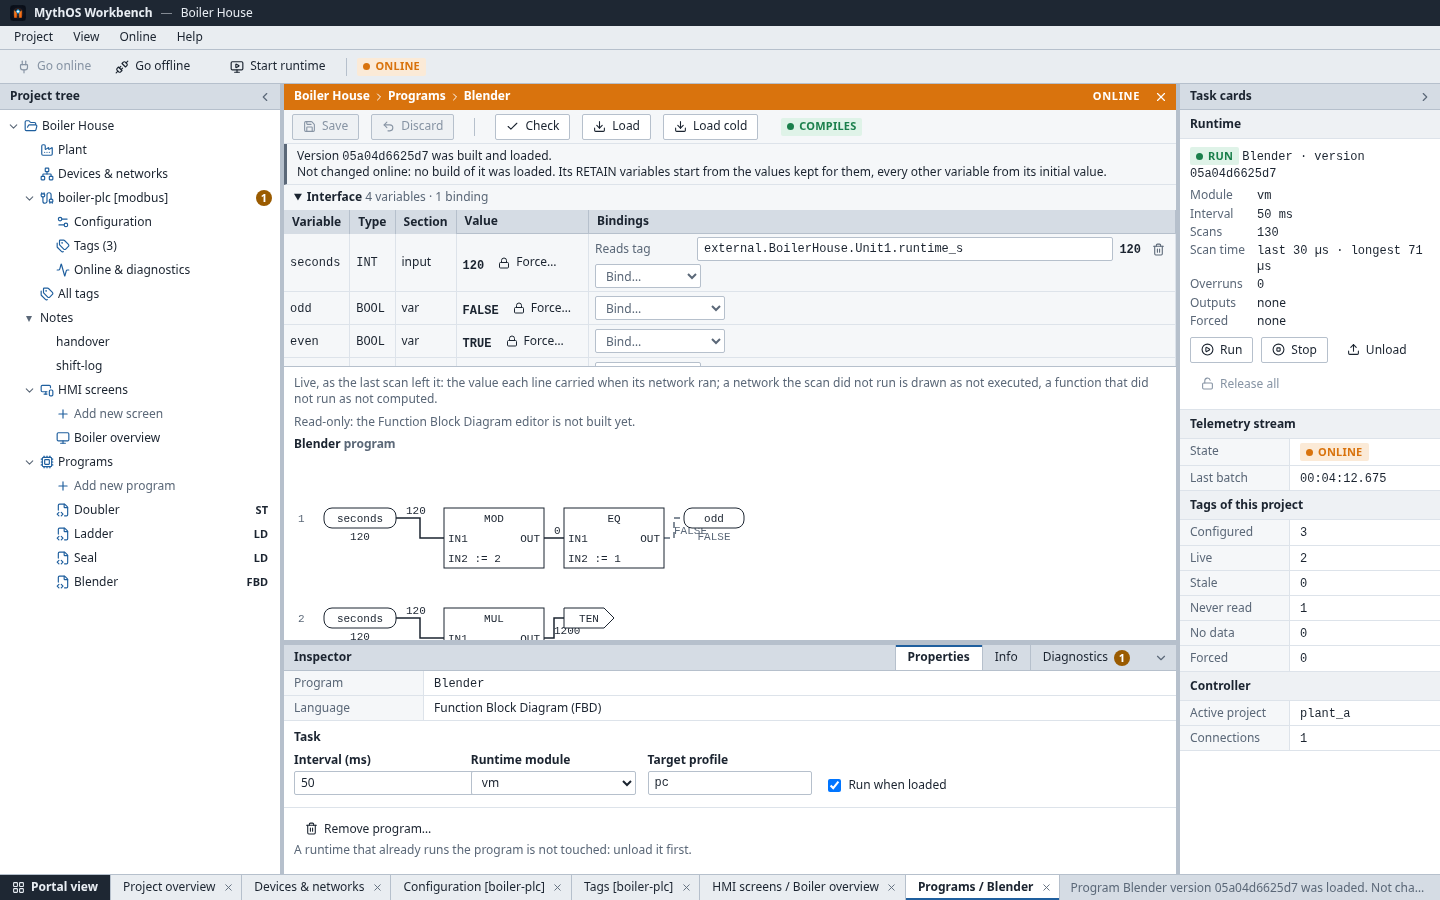 MythOS Workbench — Boiler House
Project View Online Help
Go online Go offline Start runtime ONLINE
Project tree
Boiler House
Plant
Devices & networks
boiler-plc [modbus] 1
Configuration
Tags (3)
Online & diagnostics
All tags
Notes
handover
shift-log
HMI screens
Add new screen
Boiler overview
Programs
Add new program
Doubler ST
Ladder LD
Seal LD
Blender FBD
Boiler House > Programs > Blender ONLINE
Save Discard Check Load Load cold COMPILES
Version 05a04d6625d7 was built and loaded.
Not changed online: no build of it was loaded. Its RETAIN variables start from the values kept for them, every other variable from its initial value.
Interface 4 variables · 1 binding
Variable Type Section Value Bindings
seconds INT input 120 Force... Reads tag external.BoilerHouse.Unit1.runtime_s 120
Bind...
odd BOOL var FALSE Force... Bind...
even BOOL var TRUE Force... Bind...
Live, as the last scan left it: the value each line carried when its network ran; a network the scan did not run is drawn as not executed, a function that did
not run as not computed.
Read-only: the Function Block Diagram editor is not built yet.
Blender program
1 seconds 120 MOD EQ odd
120 IN1 OUT 0 IN1 OUT FALSE FALSE
IN2 := 2 IN2 := 1
2 seconds 120 MUL TEN
120 IN1 OUT 1200
Inspector Properties Info Diagnostics 1
Program Blender
Language Function Block Diagram (FBD)
Task
Interval (ms) Runtime module Target profile
50 vm pc Run when loaded
Remove program...
A runtime that already runs the program is not touched: unload it first.
Task cards
Runtime
RUN Blender · version
05a04d6625d7
Module vm
Interval 50 ms
Scans 130
Scan time last 30 µs · longest 71
µs
Overruns 0
Outputs none
Forced none
Run Stop Unload
Release all
Telemetry stream
State ONLINE
Last batch 00:04:12.675
Tags of this project
Configured 3
Live 2
Stale 0
Never read 1
No data 0
Forced 0
Controller
Active project plant_a
Connections 1
Portal view Project overview Devices & networks Configuration [boiler-plc] Tags [boiler-plc] HMI screens / Boiler overview Programs / Blender Program Blender version 05a04d6625d7 was loaded. Not cha...